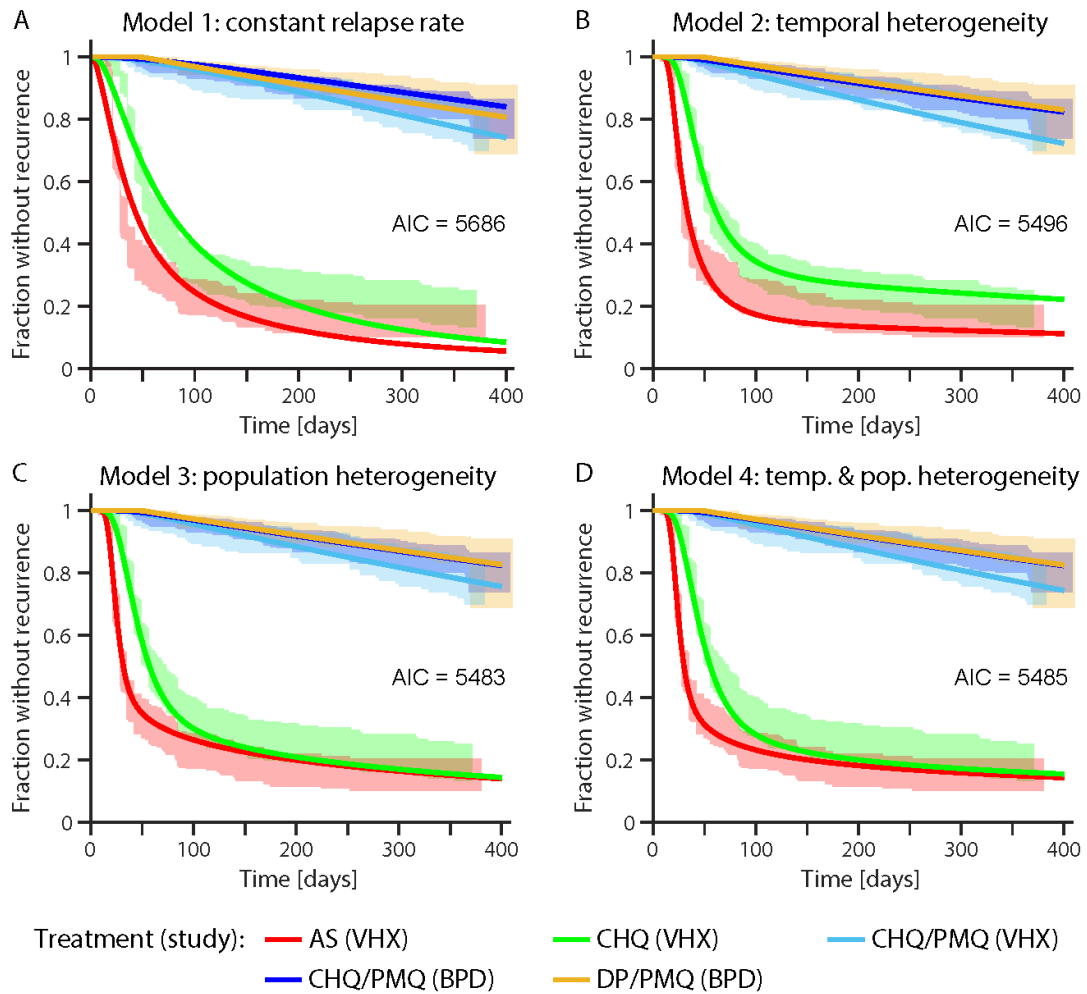 A Model 1: constant relapse rate
Fraction without recurrence
1
0.8
0.6
0.4
0.2
0
AIC = 5686
0 100 200 300 400
Time [days]
B Model 2: temporal heterogeneity
Fraction without recurrence
1
0.8
0.6
0.4
0.2
0
AIC = 5496
0 100 200 300 400
Time [days]
C Model 3: population heterogeneity
Fraction without recurrence
1
0.8
0.6
0.4
0.2
0
AIC = 5483
0 100 200 300 400
Time [days]
D Model 4: temp. & pop. heterogeneity
Fraction without recurrence
1
0.8
0.6
0.4
0.2
0
AIC = 5485
0 100 200 300 400
Time [days]
Treatment (study): AS (VHX) CHQ (VHX) CHQ/PMQ (VHX)
CHQ/PMQ (BPD) DP/PMQ (BPD)